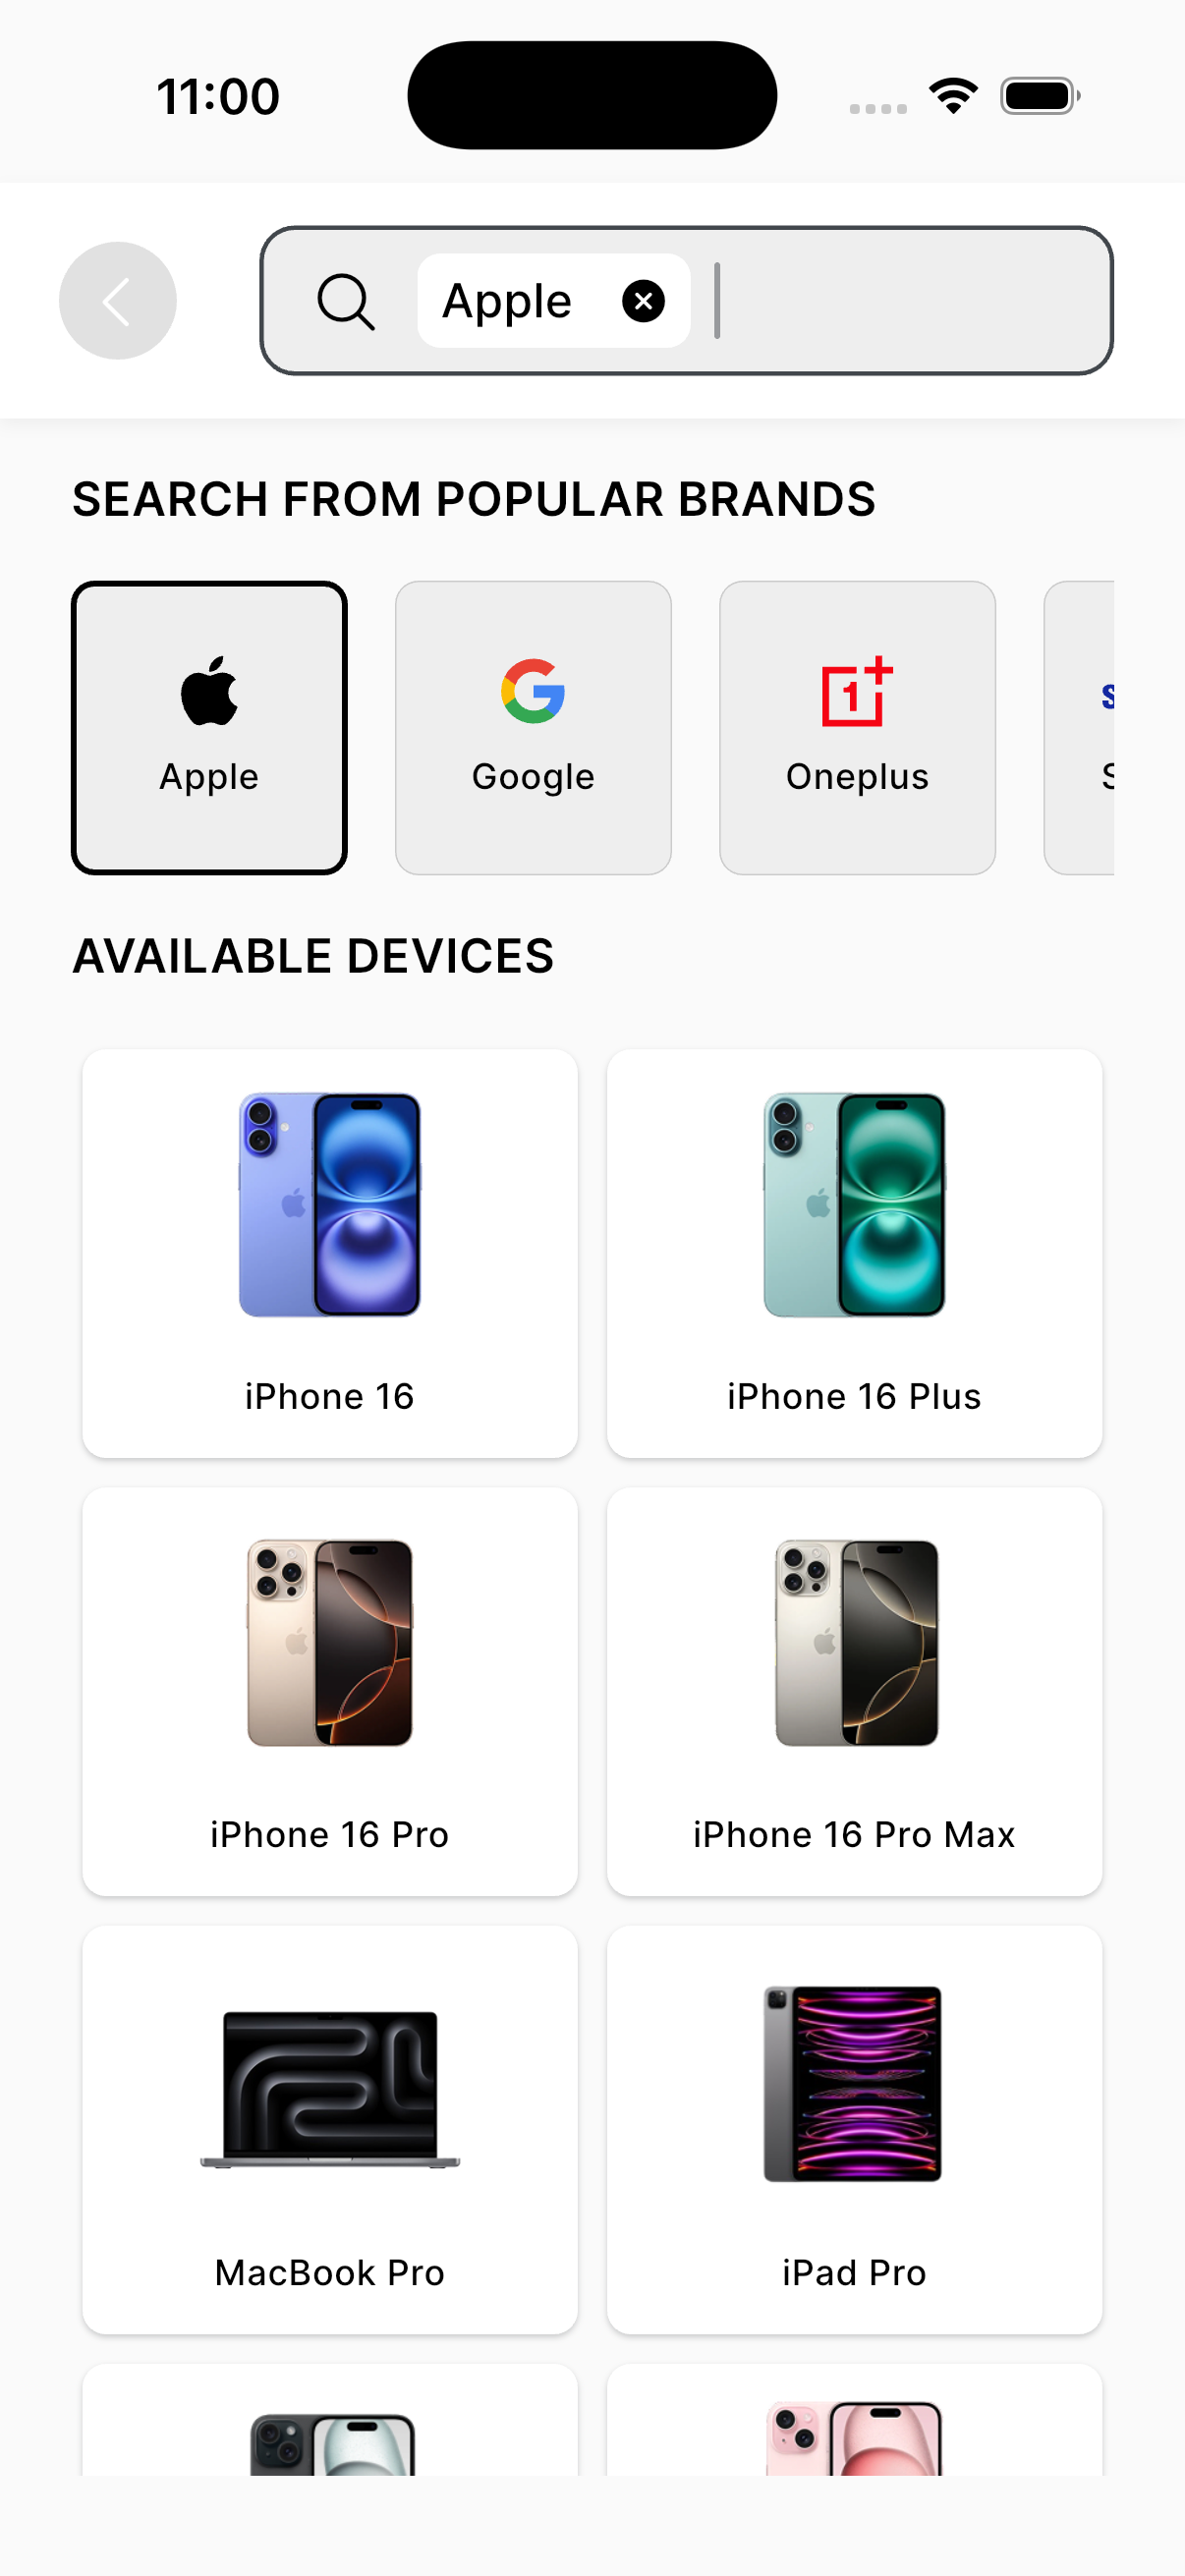 11:00
Apple
SEARCH FROM POPULAR BRANDS
Apple
Google
Oneplus
AVAILABLE DEVICES
iPhone 16
iPhone 16 Plus
iPhone 16 Pro
iPhone 16 Pro Max
MacBook Pro
iPad Pro